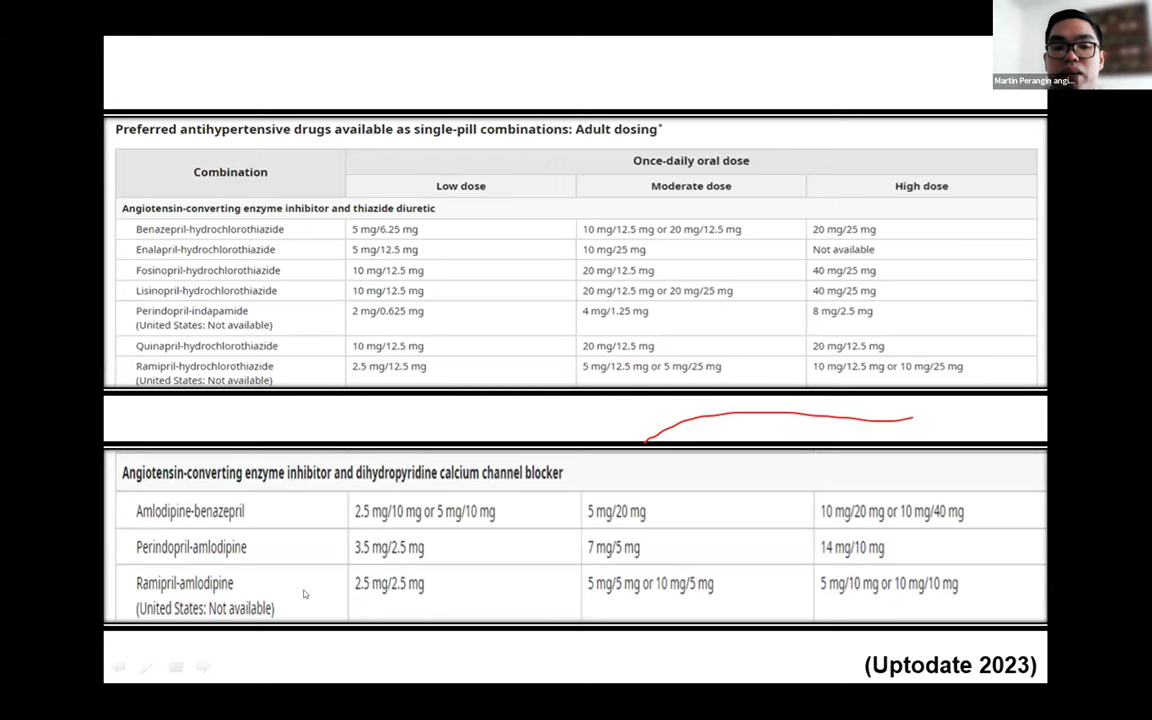 Martin Perangin angi...
Preferred antihypertensive drugs available as single-pill combinations: Adult dosing*
Combination
Once-daily oral dose
Low dose Moderate dose High dose
Angiotensin-converting enzyme inhibitor and thiazide diuretic
Benazepril-hydrochlorothiazide 5 mg/6.25 mg 10 mg/12.5 mg or 20 mg/12.5 mg 20 mg/25 mg
Enalapril-hydrochlorothiazide 5 mg/12.5 mg 10 mg/25 mg Not available
Fosinopril-hydrochlorothiazide 10 mg/12.5 mg 20 mg/12.5 mg 40 mg/25 mg
Lisinopril-hydrochlorothiazide 10 mg/12.5 mg 20 mg/12.5 mg or 20 mg/25 mg 40 mg/25 mg
Perindopril-indapamide 2 mg/0.625 mg 4 mg/1.25 mg 8 mg/2.5 mg
(United States: Not available)
Quinapril-hydrochlorothiazide 10 mg/12.5 mg 20 mg/12.5 mg 20 mg/12.5 mg
Ramipril-hydrochlorothiazide 2.5 mg/12.5 mg 5 mg/12.5 mg or 5 mg/25 mg 10 mg/12.5 mg or 10 mg/25 mg
(United States: Not available)
Angiotensin-converting enzyme inhibitor and dihydropyridine calcium channel blocker
Amlodipine-benazepril 2.5 mg/10 mg or 5 mg/10 mg 5 mg/20 mg 10 mg/20 mg or 10 mg/40 mg
Perindopril-amlodipine 3.5 mg/2.5 mg 7 mg/5 mg 14 mg/10 mg
Ramipril-amlodipine 2.5 mg/2.5 mg 5 mg/5 mg or 10 mg/5 mg 5 mg/10 mg or 10 mg/10 mg
(United States: Not available)
(Uptodate 2023)